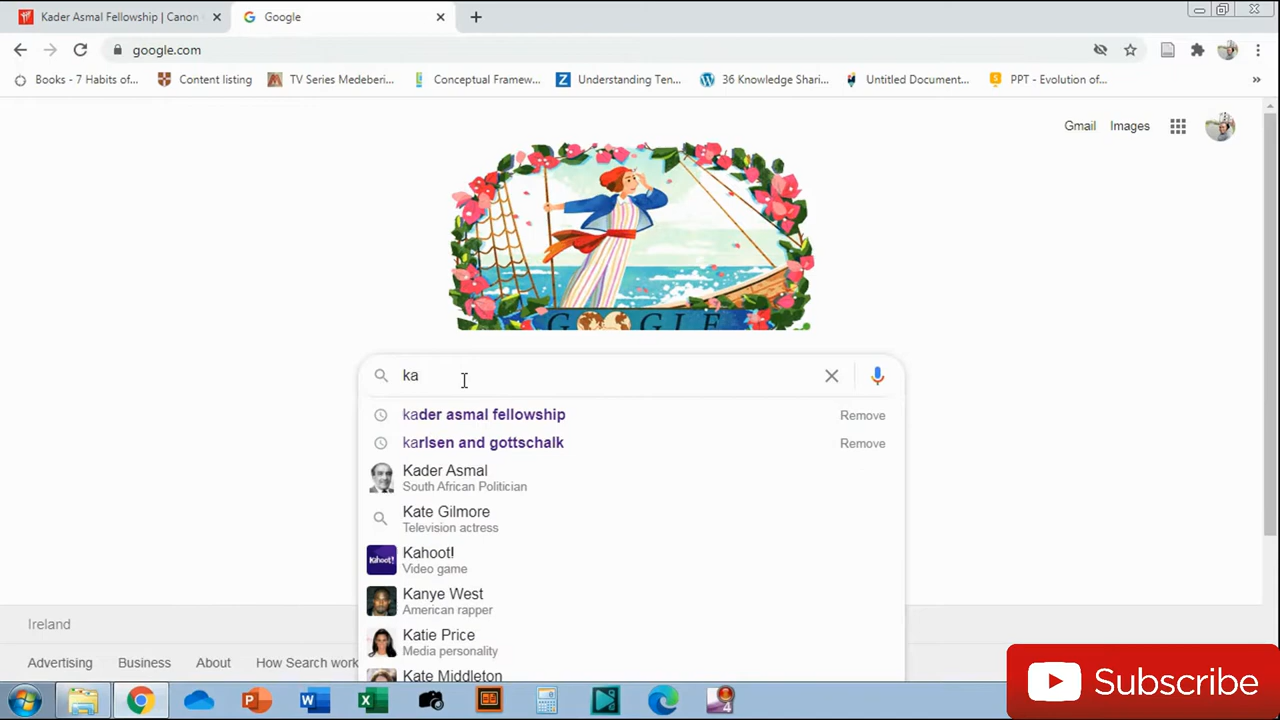 Kader Asmal Fellowship | Canon
Google
google.com
Books - 7 Habits of...
Content listing
TV Series Medeberi...
Conceptual Framew...
Understanding Ten...
36 Knowledge Shari...
Untitled Document...
PPT - Evolution of...
»
Gmail
Images
GOOGLE
ka
kader asmal fellowship
Remove
karlsen and gottschalk
Remove
Kader Asmal
South African Politician
Kate Gilmore
Television actress
Kahoot!
Kahoot!
Video game
Kanye West
American rapper
Katie Price
Media personality
Kate Middleton
Ireland
Advertising
Business
About
How Search work
Subscribe
4